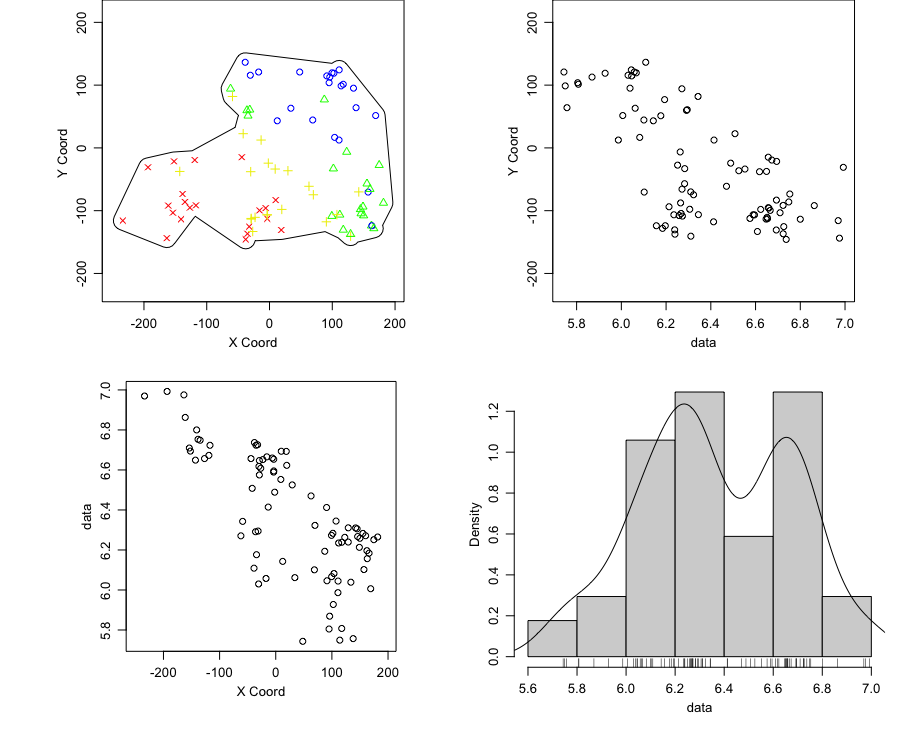 200
100
0
-100
-200
Y Coord
-200 -100 0 100 200
X Coord
200
100
0
-100
-200
Y Coord
5.8 6.0 6.2 6.4 6.6 6.8 7.0
data
7.0
6.8
6.6
6.4
6.2
6.0
5.8
data
-200 -100 0 100 200
X Coord
1.2
1.0
0.8
0.6
0.4
0.2
0.0
Density
5.6 5.8 6.0 6.2 6.4 6.6 6.8 7.0
data